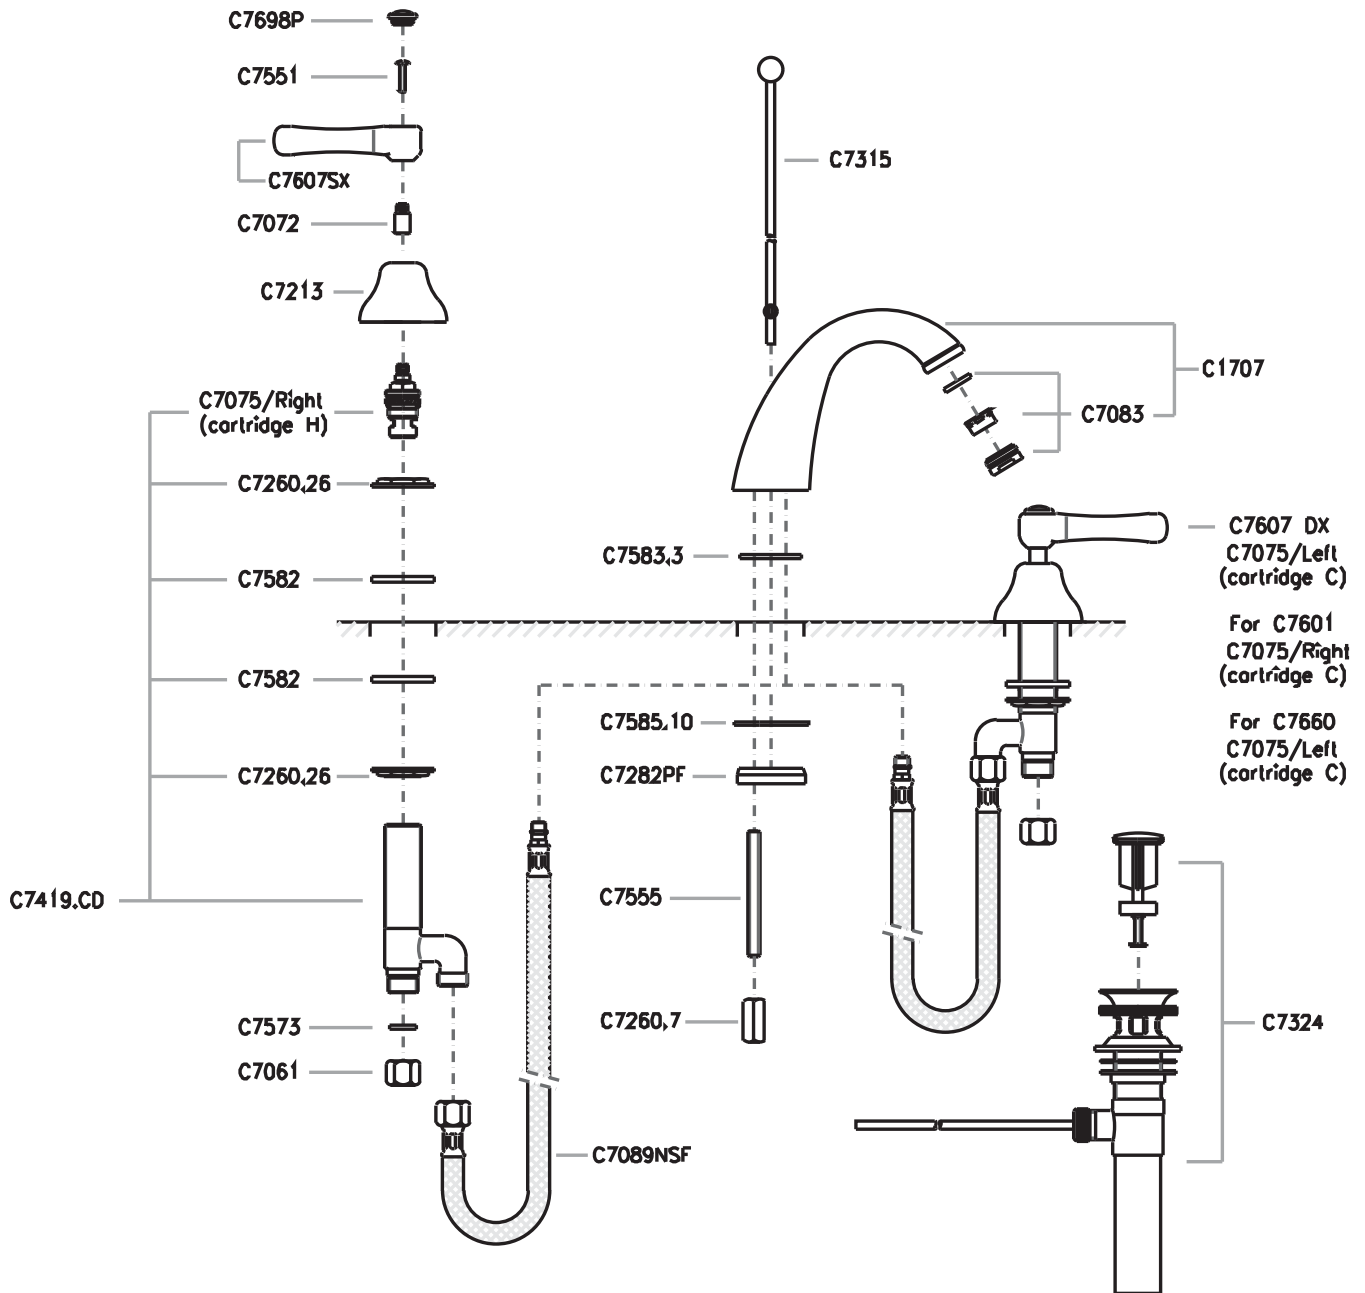 C7698P
C7551
C7607SX
C7072
C7213
C7075/Right
(cartridge H)
C7260.26
C7582
C7582
C7260.26
C7419.CD
C7573
C7061
C7089NSF
C7315
C1707
C7083
C7583.3
C7585.10
C7282PF
C7555
C7260.7
C7607 DX
C7075/Left
(cartridge C)
For C7601
C7075/Right
(cartridge C)
For C7660
C7075/Left
(cartridge C)
C7324